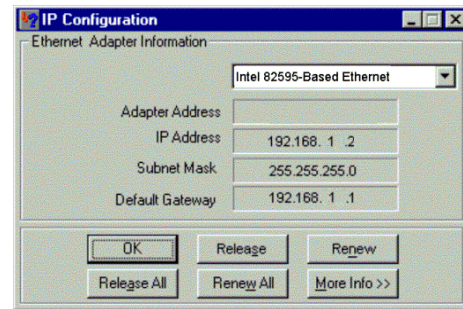 IP Configuration
Ethernet Adapter Information
Intel 82595-Based Ethernet
Adapter Address
IP Address 192.168. 1 .2
Subnet Mask 255.255.255.0
Default Gateway 192.168. 1 .1
OK Release Renew
Release All Renew All More Info >>